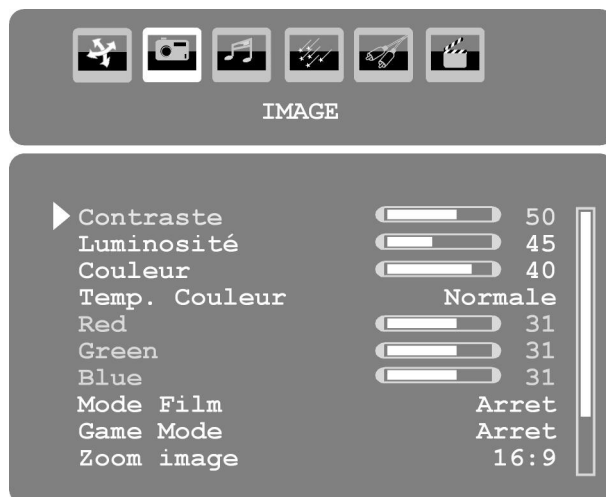 IMAGE
Contraste 50
Luminosité 45
Couleur 40
Temp. Couleur Normale
Red 31
Green 31
Blue 31
Mode Film Arret
Game Mode Arret
Zoom image 16:9